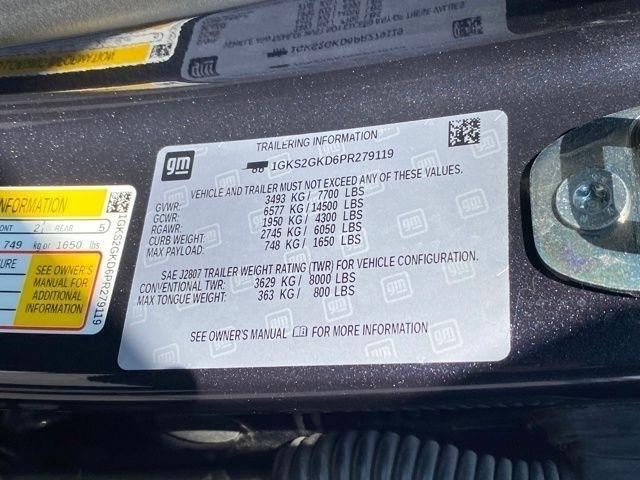 gm
TRAILERING INFORMATION
1GKS2GKD6PR279119
VEHICLE AND TRAILER MUST NOT EXCEED ANY OF THESE VALUES.
GVWR: 3493 KG / 7700 LBS
GCWR: 6577 KG / 14500 LBS
RGAWR: 1950 KG / 4300 LBS
CURB WEIGHT: 2745 KG / 6050 LBS
MAX PAYLOAD: 748 KG / 1650 LBS
SAE J2807 TRAILER WEIGHT RATING (TWR) FOR VEHICLE CONFIGURATION.
CONVENTIONAL TWR: 3629 KG / 8000 LBS
MAX TONGUE WEIGHT: 363 KG / 800 LBS
SEE OWNER'S MANUAL FOR MORE INFORMATION
INFORMATION
ONT 2 REAR 5
749 kg or 1650 lbs.
SEE OWNER'S
MANUAL FOR
ADDITIONAL
INFORMATION
1GKS2GKD6PR279119